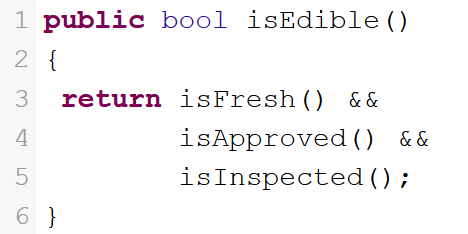 1 public bool isEdible()
2 {
3  return isFresh() &&
4         isApproved() &&
5         isInspected();
6 }